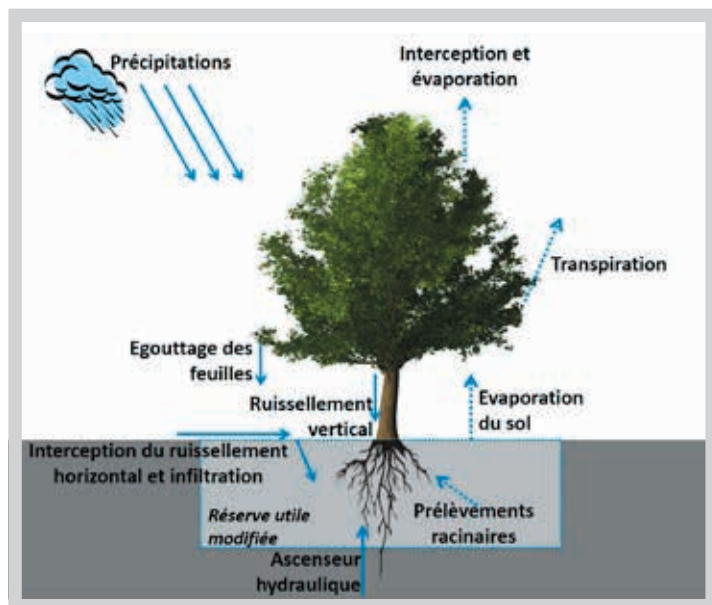 Précipitations
Interception et
évaporation
Transpiration
Egouttage des
feuilles
Ruissellement
vertical
Evaporation
du sol
Interception du ruissellement
horizontal et infiltration
Réserve utile
modifiée
Prélèvements
racinaires
Ascenseur
hydraulique